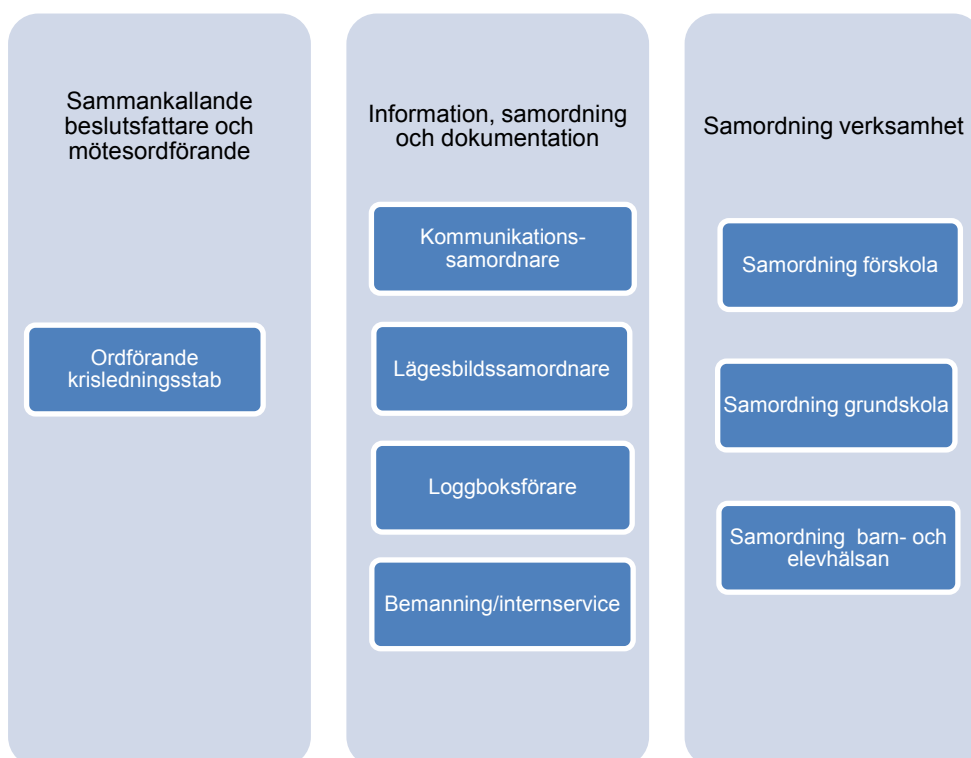 Sammankallande
beslutsfattare och
mötesordförande
Ordförande
krisledningsstab
Information, samordning
och dokumentation
Kommunikations-
samordnare
Lägesbildssamordnare
Loggboksförare
Bemanning/internservice
Samordning verksamhet
Samordning förskola
Samordning grundskola
Samordning barn- och
elevhälsan